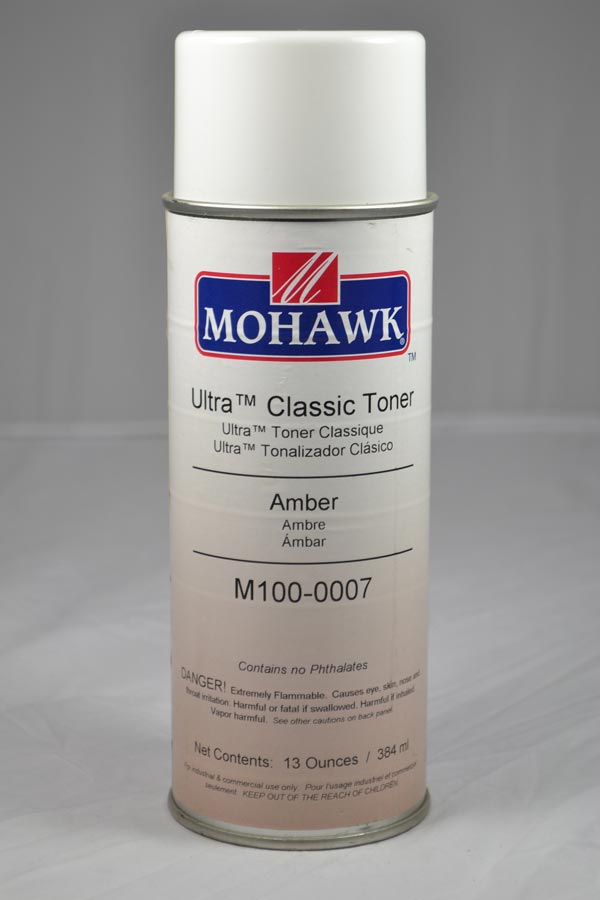 M
MOHAWK®
TM
Ultra™ Classic Toner
Ultra™ Toner Classique
Ultra™ Tonalizador Clásico
Amber
Ambre
Ámbar
M100-0007
Contains no Phthalates
DANGER! Extremely Flammable. Causes eye, skin, nose and
throat irritation. Harmful or fatal if swallowed. Harmful if inhaled.
Vapor harmful. See other cautions on back panel.
Net Contents: 13 Ounces / 384 ml
For industrial & commercial use only. Pour l'usage industriel et commercial
seulement. KEEP OUT OF THE REACH OF CHILDREN.